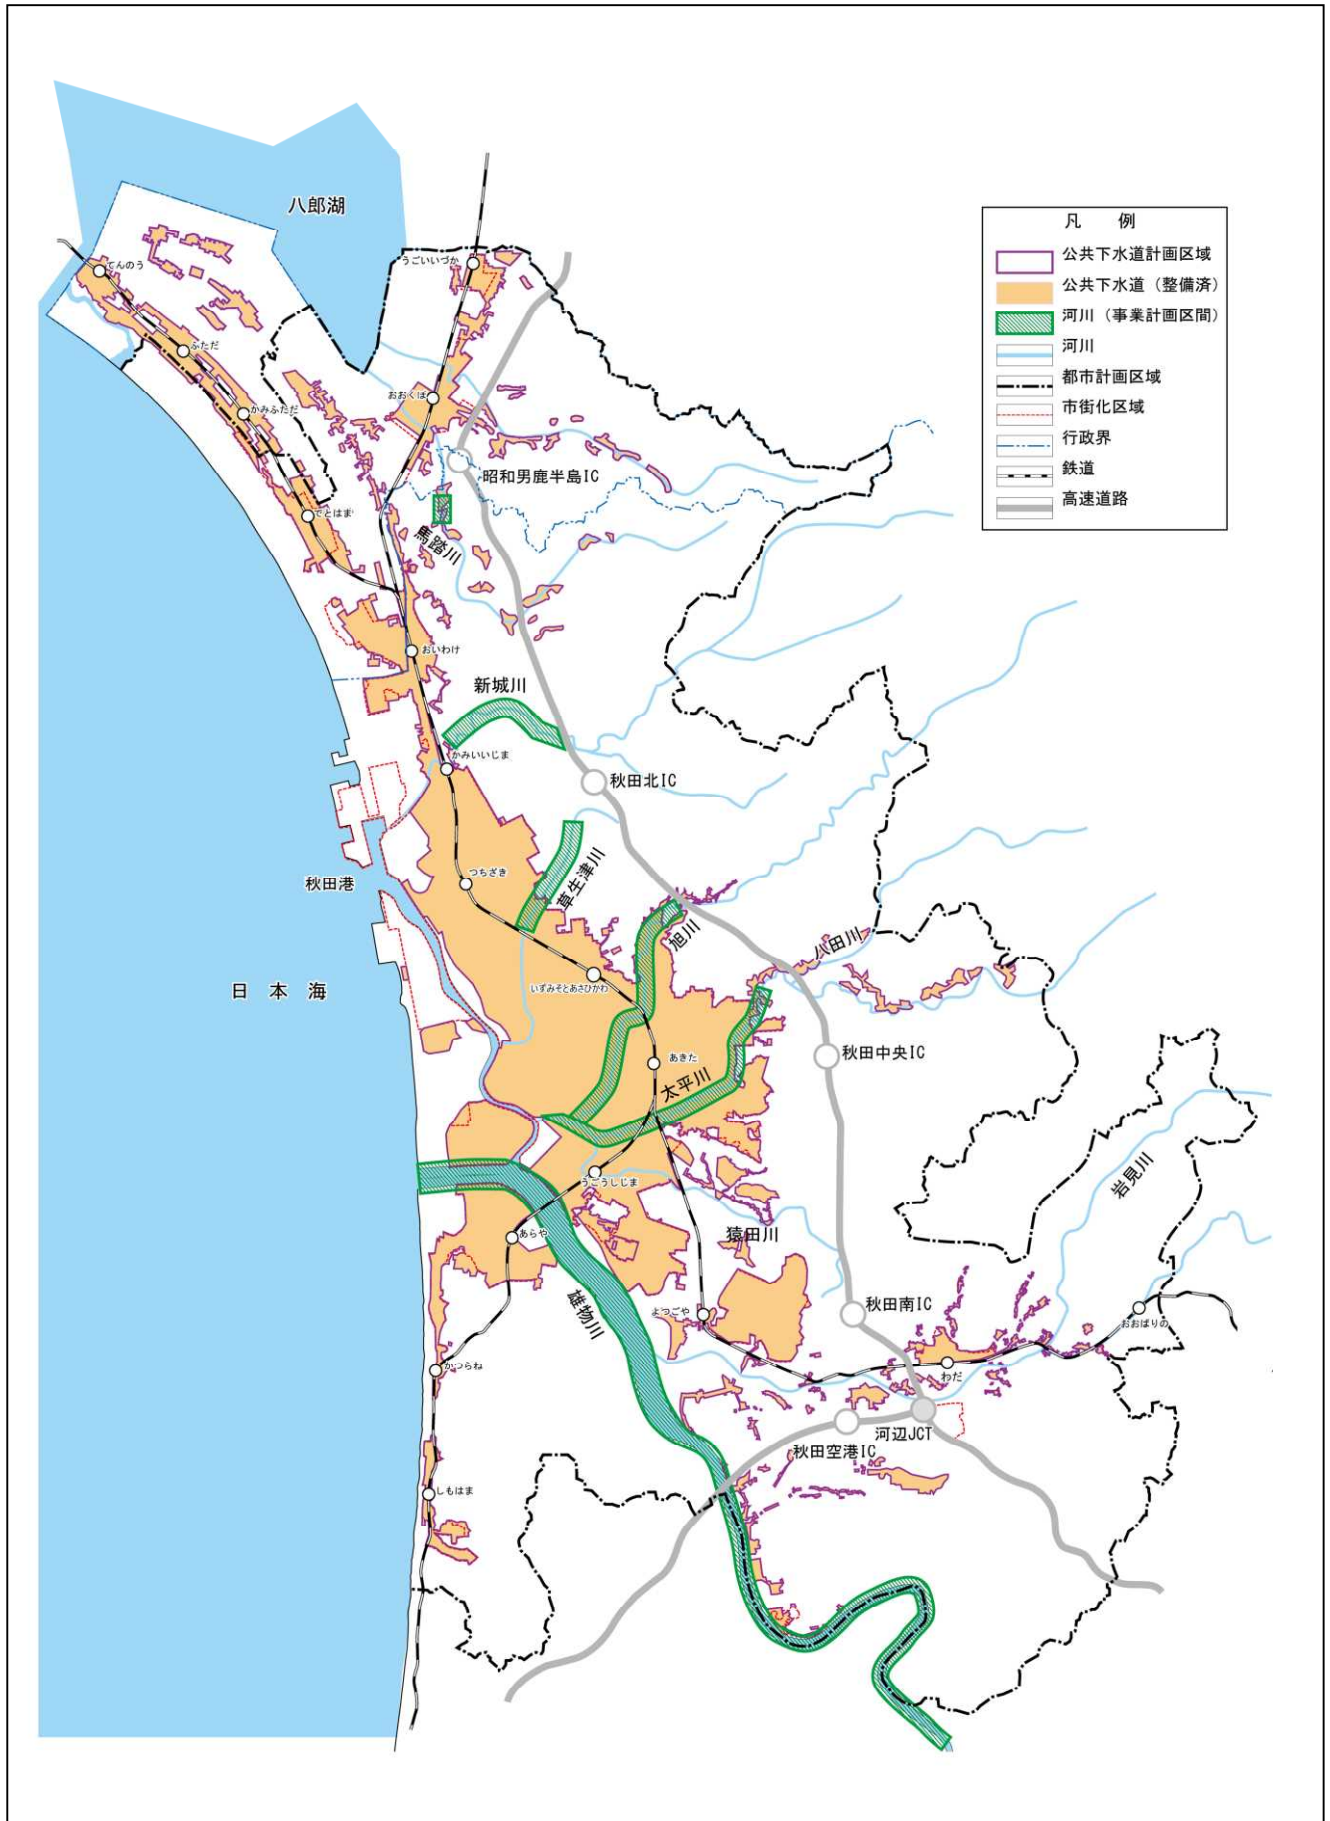 八郎湖
凡 例
公共下水道計画区域
公共下水道（整備済）
河川（事業計画区間）
河川
都市計画区域
市街化区域
行政界
鉄道
高速道路
うごいいづか
てんのう
ふただ
おおくぼ
かみふただ
昭和男鹿半島IC
でとはま
馬踏川
おいわけ
新城川
かみいいじま
秋田北IC
つちざき
秋田港
草生津川
旭川
八田川
日 本 海
いずみそとあさひかわ
秋田中央IC
あきた
太平川
岩見川
うごうしじま
あらや
猿田川
雄物川
よつごや
秋田南IC
おおばりの
かつらね
わだ
河辺JCT
秋田空港IC
しもはま